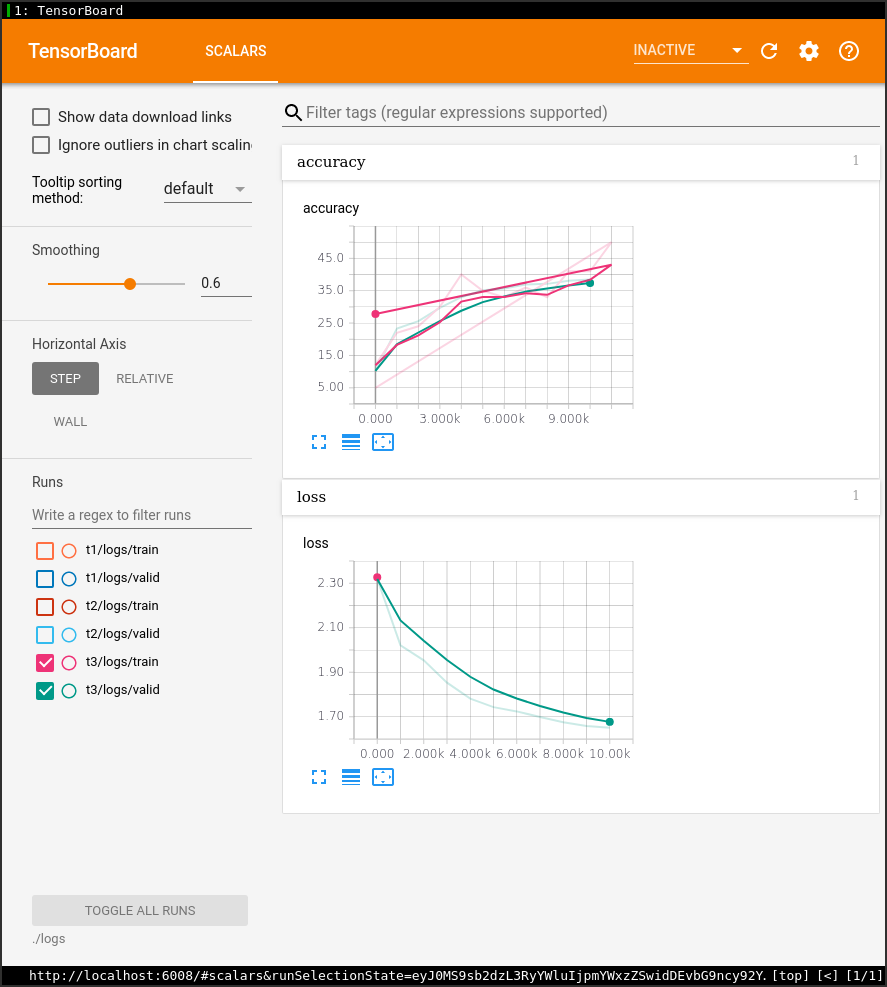 1: TensorBoard
TensorBoard SCALARS INACTIVE
Show data download links
Ignore outliers in chart scalin
Tooltip sorting
method:
default
Smoothing
0.6
Horizontal Axis
STEP RELATIVE
WALL
Runs
Write a regex to filter runs
t1/logs/train
t1/logs/valid
t2/logs/train
t2/logs/valid
t3/logs/train
t3/logs/valid
TOGGLE ALL RUNS
./logs
Filter tags (regular expressions supported)
accuracy 1
accuracy
45.0
35.0
25.0
15.0
5.00
0.000 3.000k 6.000k 9.000k
loss 1
loss
2.30
2.10
1.90
1.70
0.000 2.000k 4.000k 6.000k 8.000k 10.00k
http://localhost:6008/#scalars&runSelectionState=eyJ0MS9sb2dzL3RyYWluIjpmYWxzZSwidDEvbG9ncy92Y. [top] [<] [1/1]